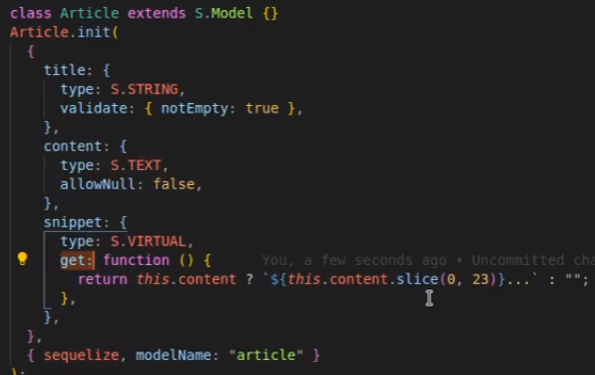 class Article extends S.Model {}
Article.init(
  {
    title: {
      type: S.STRING,
      validate: { notEmpty: true },
    },
    content: {
      type: S.TEXT,
      allowNull: false,
    },
    snippet: {
      type: S.VIRTUAL,
      get: function () {    You, a few seconds ago • Uncommitted cha
        return this.content ? `${this.content.slice(0, 23)}...` : "";
      },
    },
  },
  { sequelize, modelName: "article" }
);